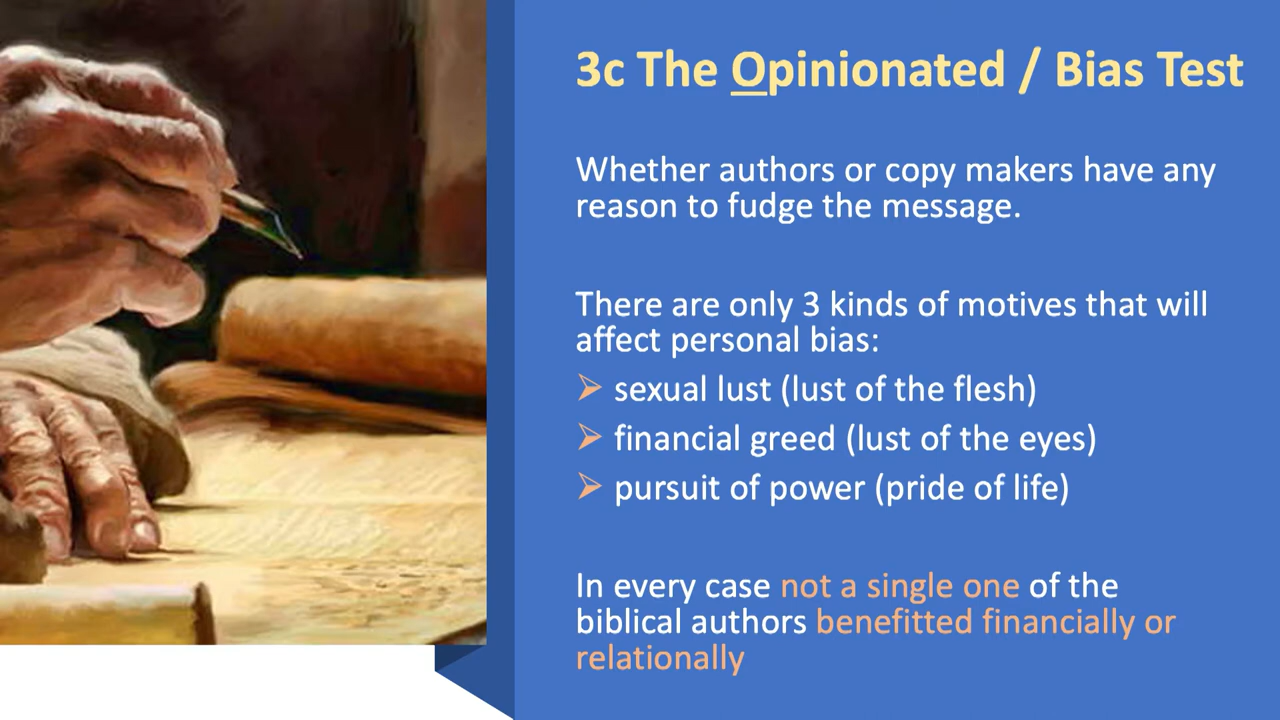 3c The Opinionated / Bias Test
Whether authors or copy makers have any
reason to fudge the message.
There are only 3 kinds of motives that will
affect personal bias:
➢ sexual lust (lust of the flesh)
➢ financial greed (lust of the eyes)
➢ pursuit of power (pride of life)
In every case not a single one of the
biblical authors benefitted financially or
relationally